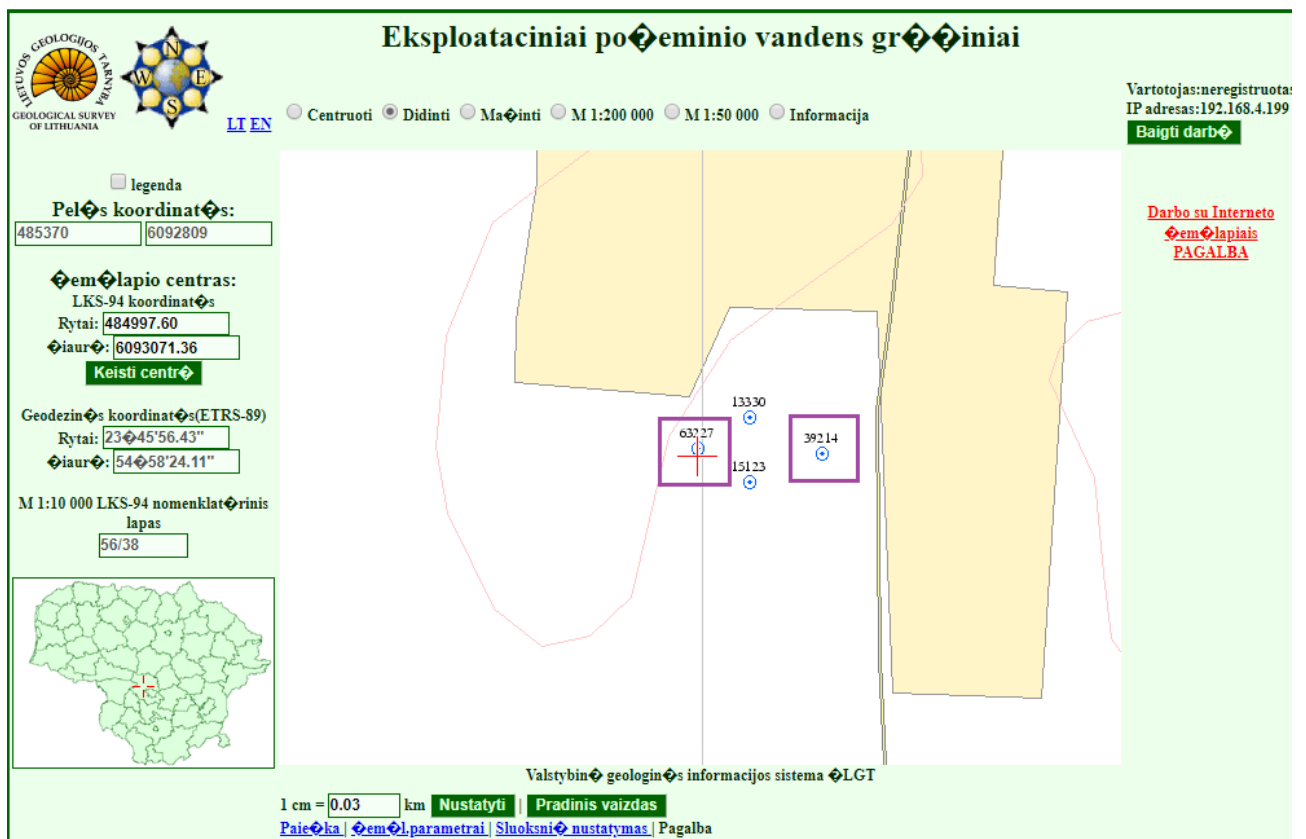 Eksploataciniai po�eminio vandens gr��iniai
LIETUVOS GEOLOGIJOS TARNYBA
GEOLOGICAL SURVEY
OF LITHUANIA
N
W E
S
LT EN
Centruoti Didinti Ma�inti M 1:200 000 M 1:50 000 Informacija
Vartotojas:neregistruotas
IP adresas:192.168.4.199
Baigti darb�
legenda
Pel�s koordinat�s:
485370 6092809
�em�lapio centras:
LKS-94 koordinat�s
Rytai: 484997.60
�iaur�: 6093071.36
Keisti centr�
Geodezin�s koordinat�s(ETRS-89)
Rytai: 23�45'56.43"
�iaur�: 54�58'24.11"
M 1:10 000 LKS-94 nomenklat�rinis
lapas
56/38
Darbo su Interneto
�em�lapiais
PAGALBA
13330
63227
39214
15123
Valstybin� geologin�s informacijos sistema �LGT
1 cm = 0.03 km Nustatyti | Pradinis vaizdas
Paie�ka | �em�l.parametrai | Sluoksni� nustatymas | Pagalba